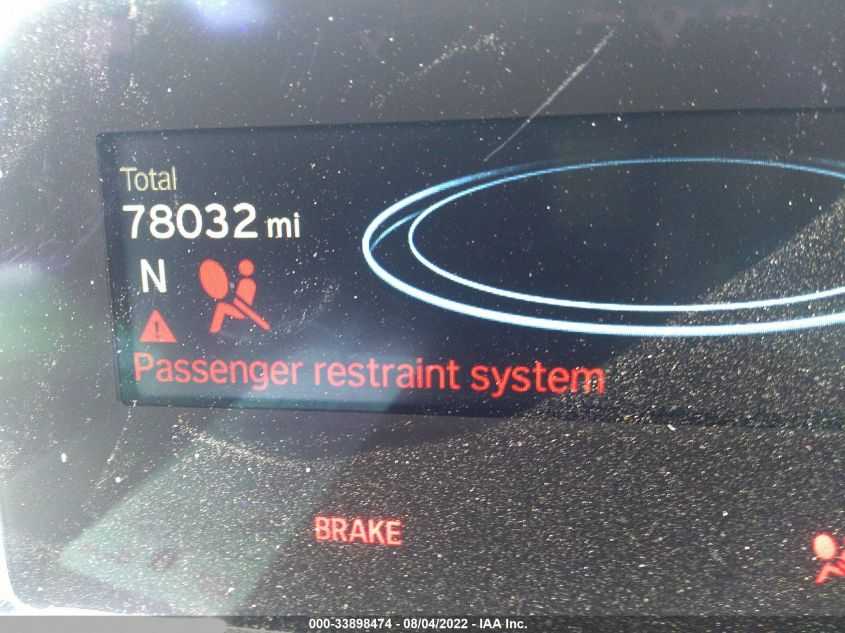 Total
78032 mi
N
Passenger restraint system
BRAKE
000-33898474 - 08/04/2022 - IAA Inc.